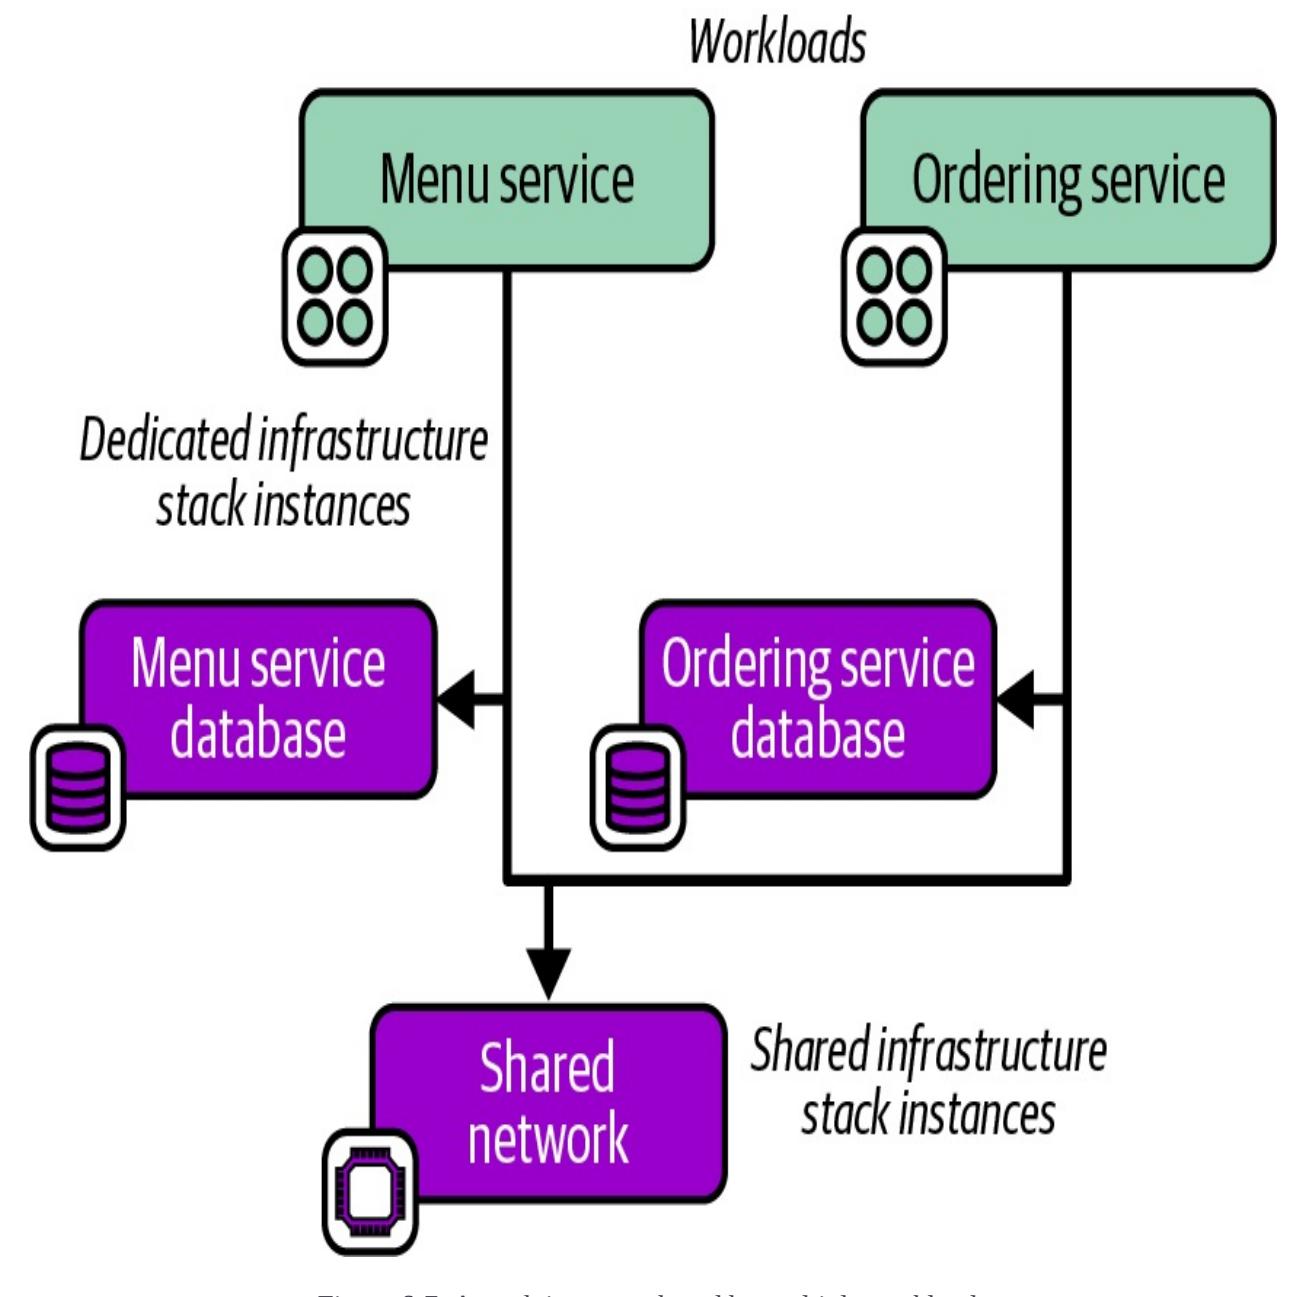 Workloads
Menu service
Ordering service
Dedicated infrastructure
stack instances
Menu service
database
Ordering service
database
Shared
network
Shared infrastructure
stack instances